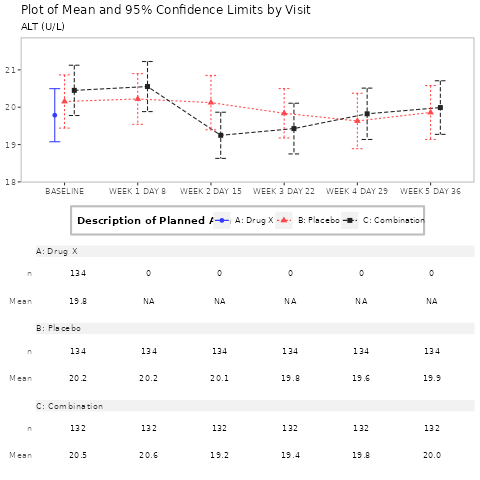 Plot of Mean and 95% Confidence Limits by Visit
ALT (U/L)
21
20
19
18
BASELINE WEEK 1 DAY 8 WEEK 2 DAY 15 WEEK 3 DAY 22 WEEK 4 DAY 29 WEEK 5 DAY 36
Description of Planned A: Drug X B: Placebo C: Combination
A: Drug X
n 134 0 0 0 0 0
Mean 19.8 NA NA NA NA NA
B: Placebo
n 134 134 134 134 134 134
Mean 20.2 20.2 20.1 19.8 19.6 19.9
C: Combination
n 132 132 132 132 132 132
Mean 20.5 20.6 19.2 19.4 19.8 20.0